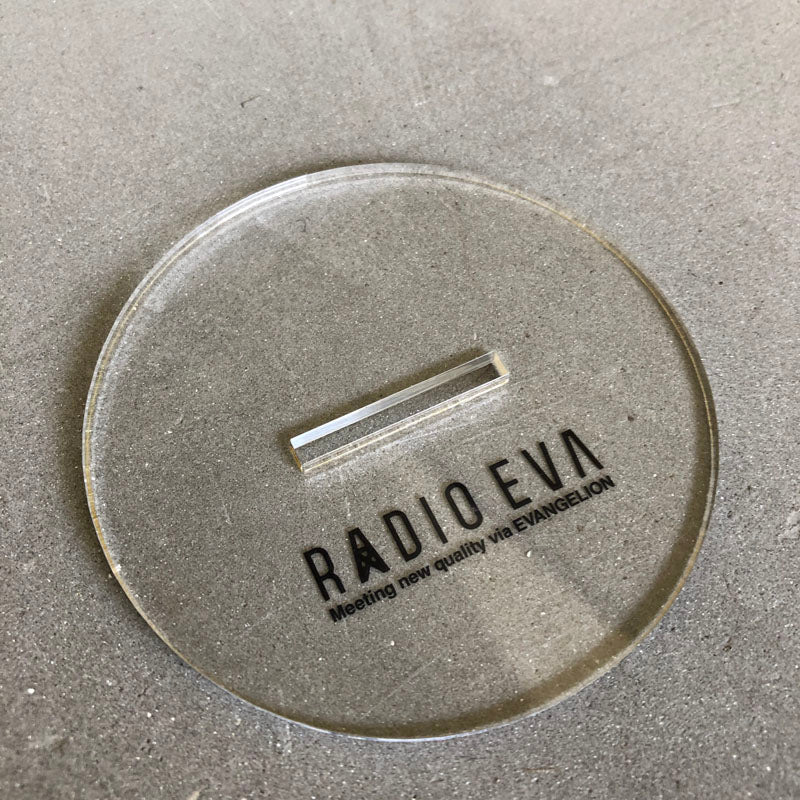 RADIO EVA
Meeting new quality via EVANGELION